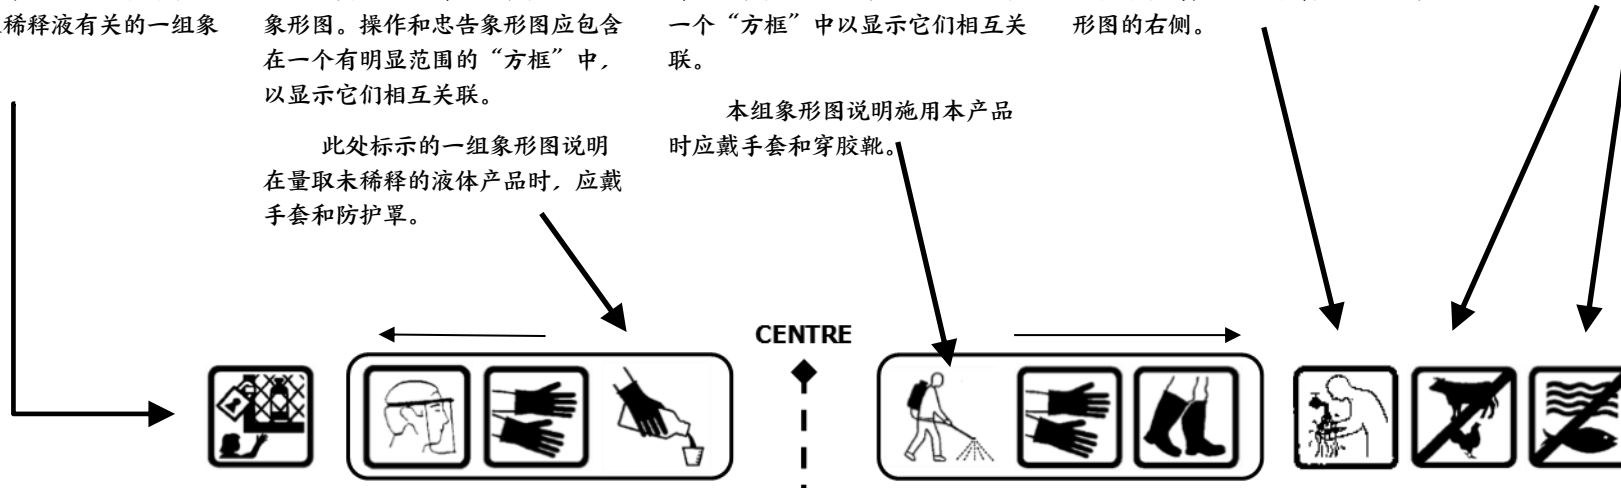 稀释液有关的一组象
象形图。操作和忠告象形图应包含
在一个有明显范围的“方框”中，
以显示它们相互关联。
此处标示的一组象形图说明
在量取未稀释的液体产品时，应戴
手套和防护罩。
一个“方框”中以显示它们相互关
联。
本组象形图说明施用本产品
时应戴手套和穿胶靴。
形图的右侧。
CENTRE